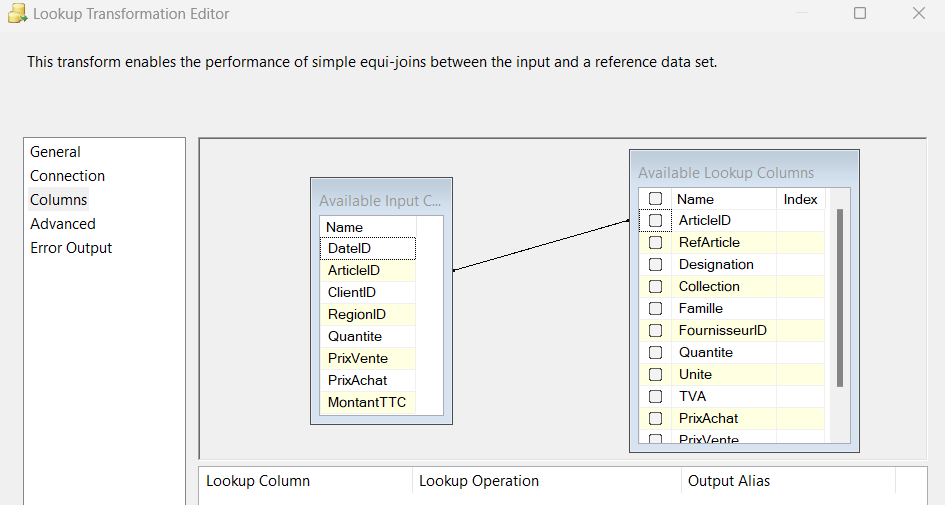 Lookup Transformation Editor
This transform enables the performance of simple equi-joins between the input and a reference data set.
General
Connection
Columns
Advanced
Error Output
Available Input C...
Name
DateID
ArticleID
ClientID
RegionID
Quantite
PrixVente
PrixAchat
MontantTTC
Available Lookup Columns
Name Index
ArticleID
RefArticle
Designation
Collection
Famille
FournisseurID
Quantite
Unite
TVA
PrixAchat
PrixVente
Lookup Column Lookup Operation Output Alias